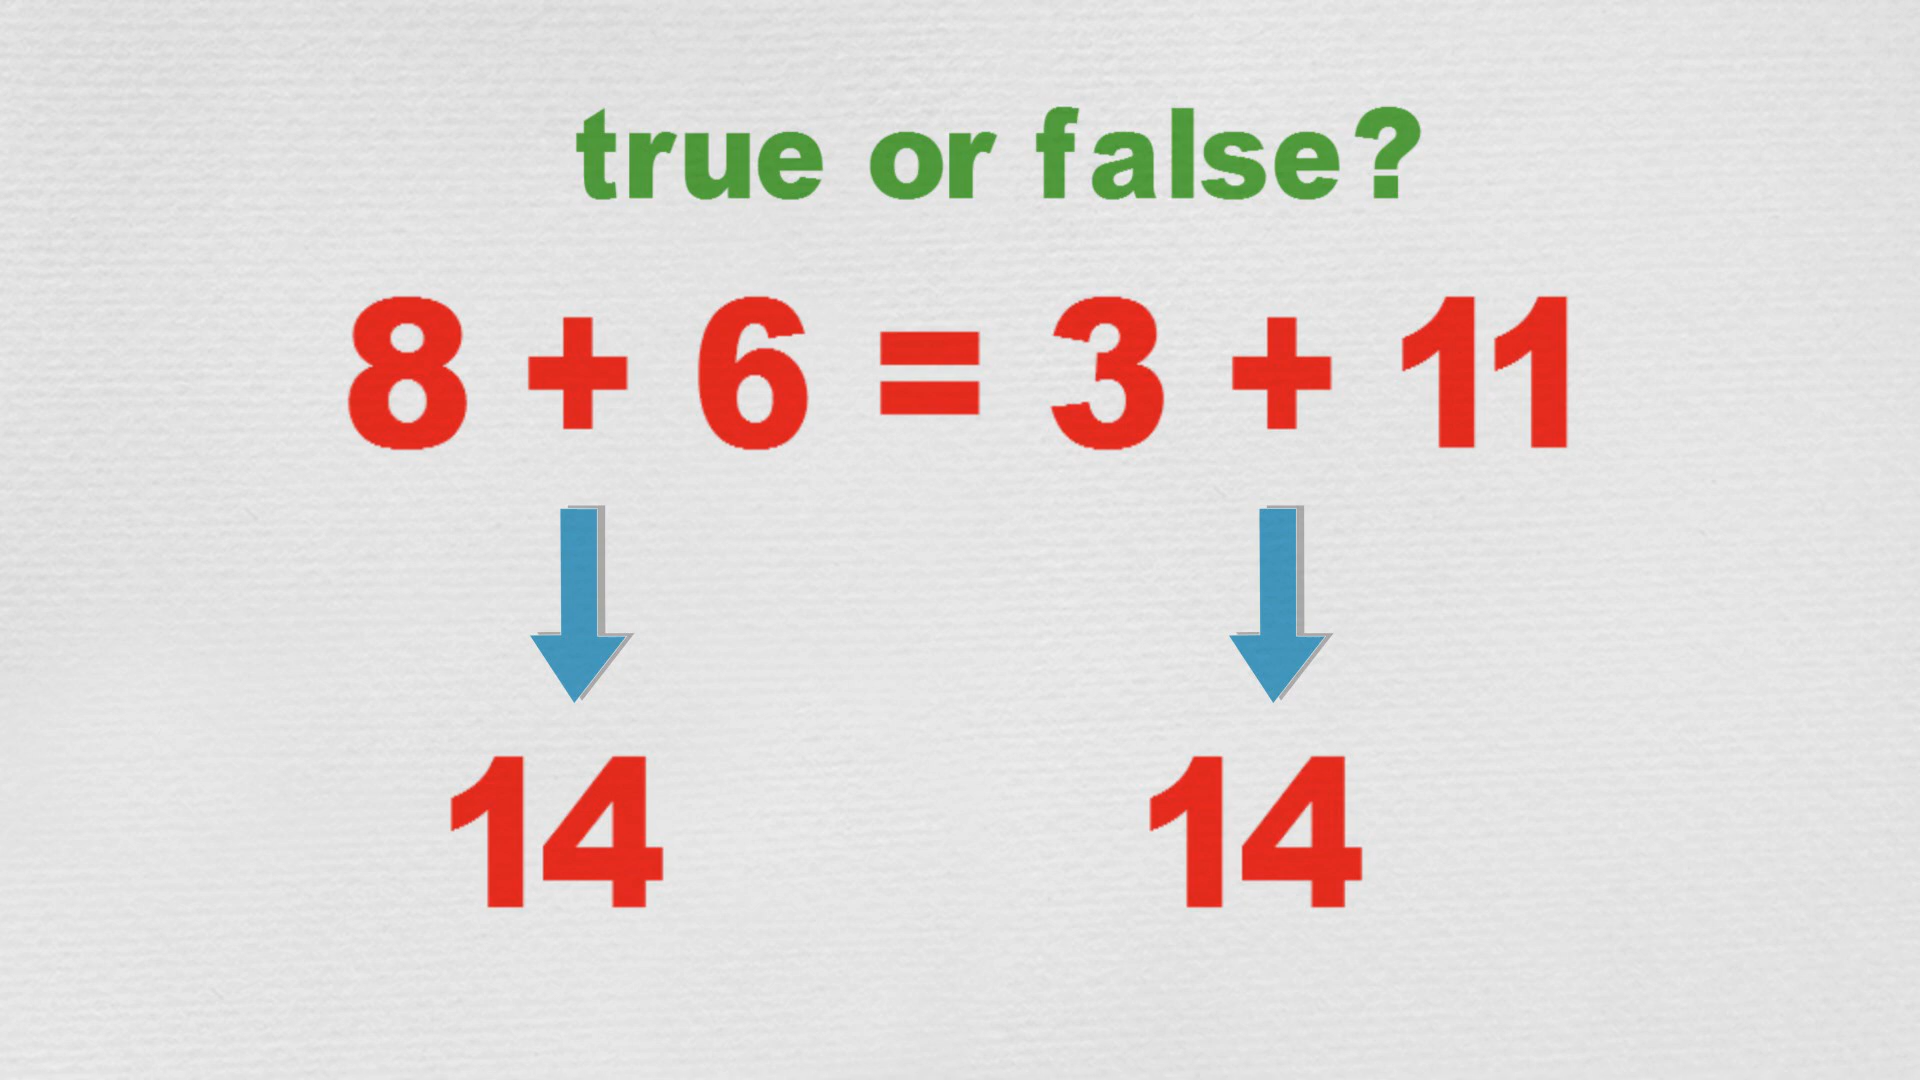 true or false?
8 + 6 = 3 + 11
14 14